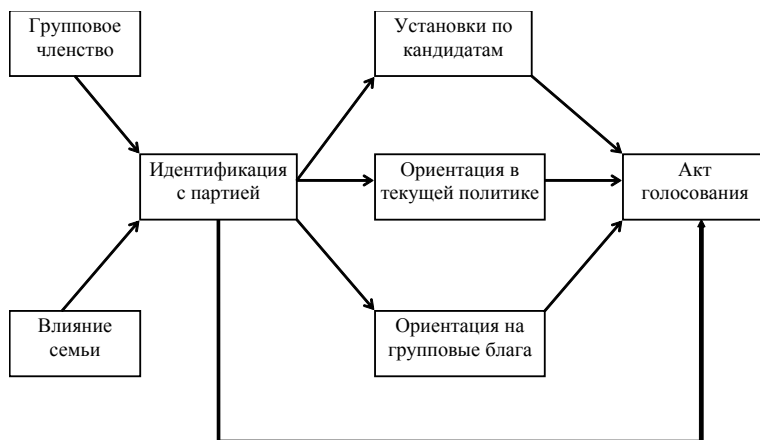 Групповое
членство
Установки по
кандидатам
Идентификация
с партией
Ориентация в
текущей политике
Акт
голосования
Влияние
семьи
Ориентация на
групповые блага